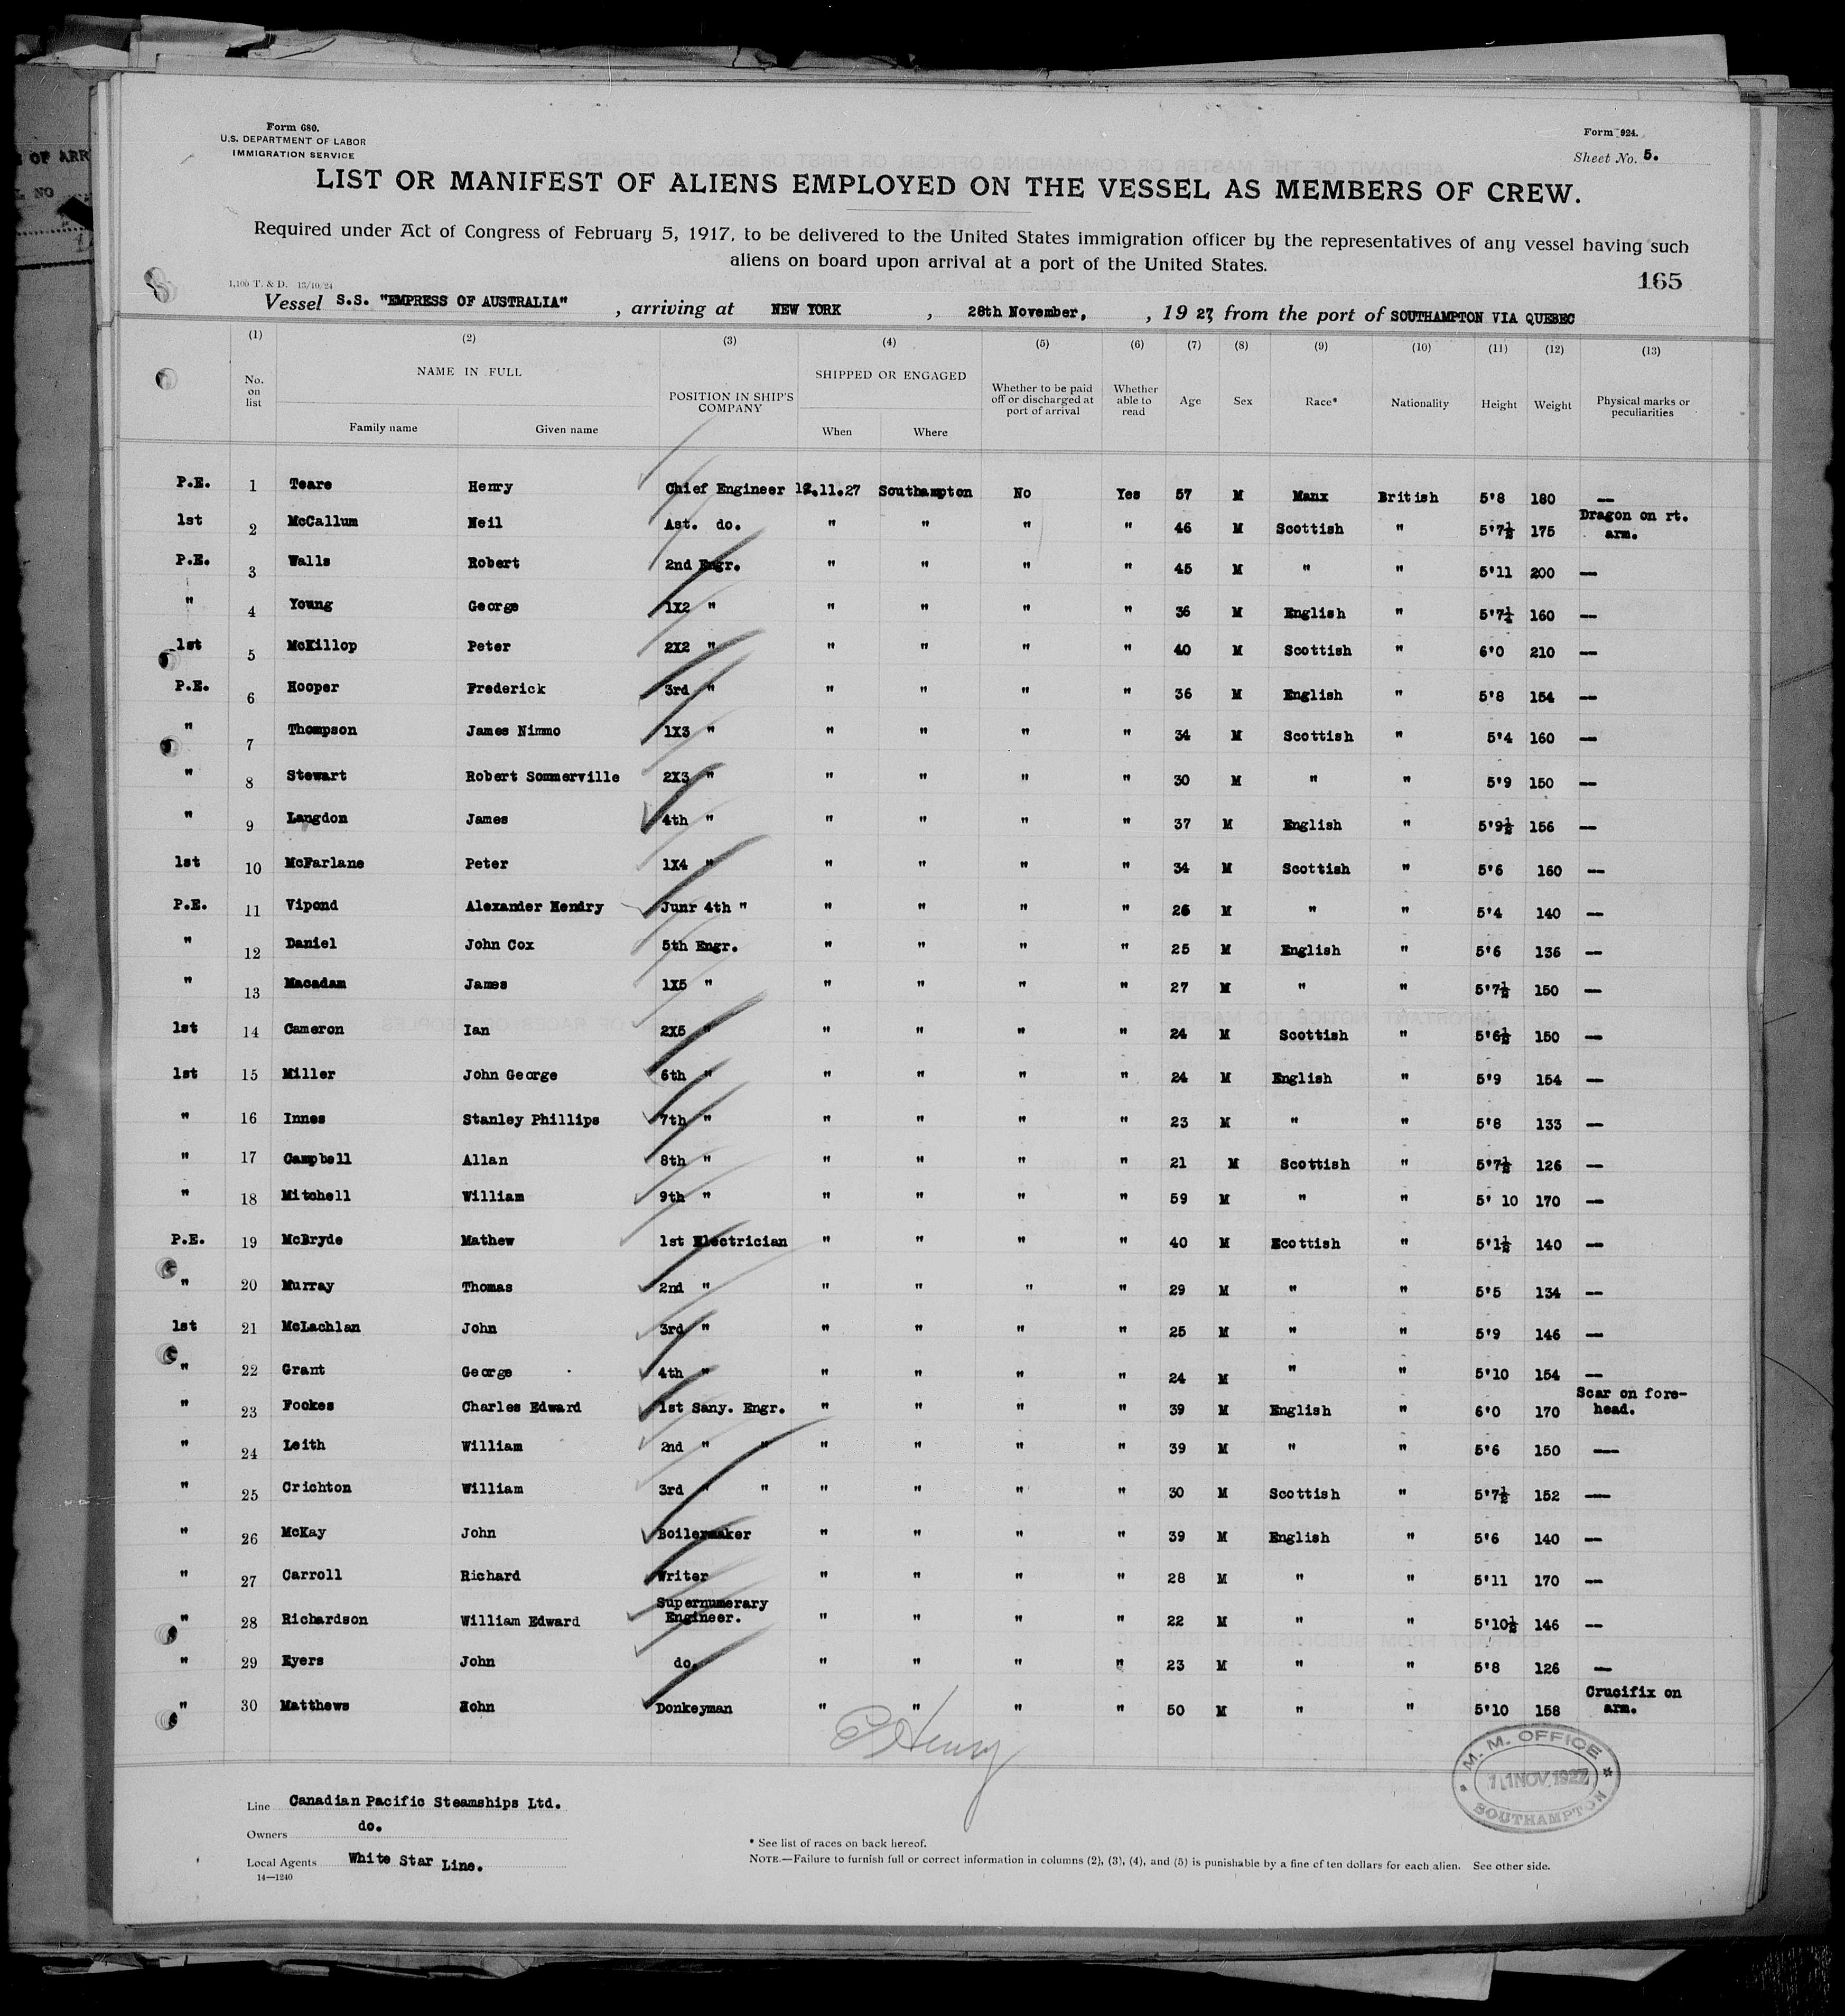 OF ARR
NO
Form 680.
U.S. DEPARTMENT OF LABOR
IMMIGRATION SERVICE
Form 924.
Sheet No. 5.
LIST OR MANIFEST OF ALIENS EMPLOYED ON THE VESSEL AS MEMBERS OF CREW.
Required under Act of Congress of February 5, 1917, to be delivered to the United States immigration officer by the representatives of any vessel having such
aliens on board upon arrival at a port of the United States.
165
1,100 T. & D. 13/10/24
Vessel S.S. "EMPRESS OF AUSTRALIA" , arriving at NEW YORK , 28th November, , 19 27, from the port of SOUTHAMPTON VIA QUEBEC
(1) (2) (3) (4) (5) (6) (7) (8) (9) (10) (11) (12) (13)
No. on list NAME IN FULL Family name Given name POSITION IN SHIP'S COMPANY SHIPPED OR ENGAGED When Where Whether to be paid off or discharged at port of arrival Whether able to read Age Sex Race* Nationality Height Weight Physical marks or peculiarities
P.E. 1 Teare Henry Chief Engineer 12.11.27 Southampton No Yes 57 M Manx British 5'8 180 —
1st 2 McCallum Neil Ast. do. " " " " 46 M Scottish " 5'7½ 175 Dragon on rt. arm.
P.E. 3 Walls Robert 2nd Engr. " " " " 45 M " " 5'11 200 —
" 4 Young George 1X2 " " " " " 36 M English " 5'7¼ 160 —
1st 5 McKillop Peter 2X2 " " " " " 40 M Scottish " 6'0 210 —
P.E. 6 Hooper Frederick 3rd " " " " " 36 M English " 5'8 154 —
" 7 Thompson James Nimmo 1X3 " " " " " 34 M Scottish " 5'4 160 —
" 8 Stewart Robert Sommerville 2X3 " " " " " 30 M " " 5'9 150 —
" 9 Langdon James 4th " " " " " 37 M English " 5'9½ 156 —
1st 10 McFarlane Peter 1X4 " " " " " 34 M Scottish " 5'6 160 —
P.E. 11 Vipond Alexander Hendry Junr 4th " " " " " 26 M " " 5'4 140 —
" 12 Daniel John Cox 5th Engr. " " " " 25 M English " 5'6 136 —
" 13 Macadam James 1X5 " " " " " 27 M " " 5'7½ 150 —
1st 14 Cameron Ian 2X5 " " " " " 24 M Scottish " 5'6½ 150 —
1st 15 Miller John George 6th " " " " " 24 M English " 5'9 154 —
" 16 Innes Stanley Phillips 7th " " " " " 23 M " " 5'8 133 —
" 17 Campbell Allan 8th " " " " " 21 M Scottish " 5'7½ 126 —
" 18 Mitchell William 9th " " " " " 59 M " " 5' 10 170 —
P.E. 19 McBryde Mathew 1st Electrician " " " " 40 M Scottish " 5'1½ 140 —
" 20 Murray Thomas 2nd " " " " " 29 M " " 5'5 134 —
1st 21 McLachlan John 3rd " " " " " 25 M " " 5'9 146 —
" 22 Grant George 4th " " " " " 24 M " " 5'10 154 —
" 23 Fookes Charles Edward 1st Sany. Engr. " " " " 39 M English " 6'0 170 Scar on fore-head.
" 24 Leith William 2nd " " " " " " 39 M " " 5'6 150 —
" 25 Crichton William 3rd " " " " " " 30 M Scottish " 5'7½ 152 —
" 26 McKay John Boilermaker " " " " 39 M English " 5'6 140 —
" 27 Carroll Richard Writer " " " " 28 M " " 5'11 170 —
" 28 Richardson William Edward Supernumerary Engineer. " " " " 22 M " " 5'10½ 146 —
" 29 Eyers John do. " " " " 23 M " " 5'8 126 —
" 30 Matthews John Donkeyman " " " " 50 M " " 5'10 158 Crucifix on arm.
Henry
M. M. OFFICE
11 NOV 1927
SOUTHAMPTON
Line Canadian Pacific Steamships Ltd.
Owners do.
Local Agents White Star Line.
14—1240
* See list of races on back hereof.
NOTE.—Failure to furnish full or correct information in columns (2), (3), (4), and (5) is punishable by a fine of ten dollars for each alien. See other side.